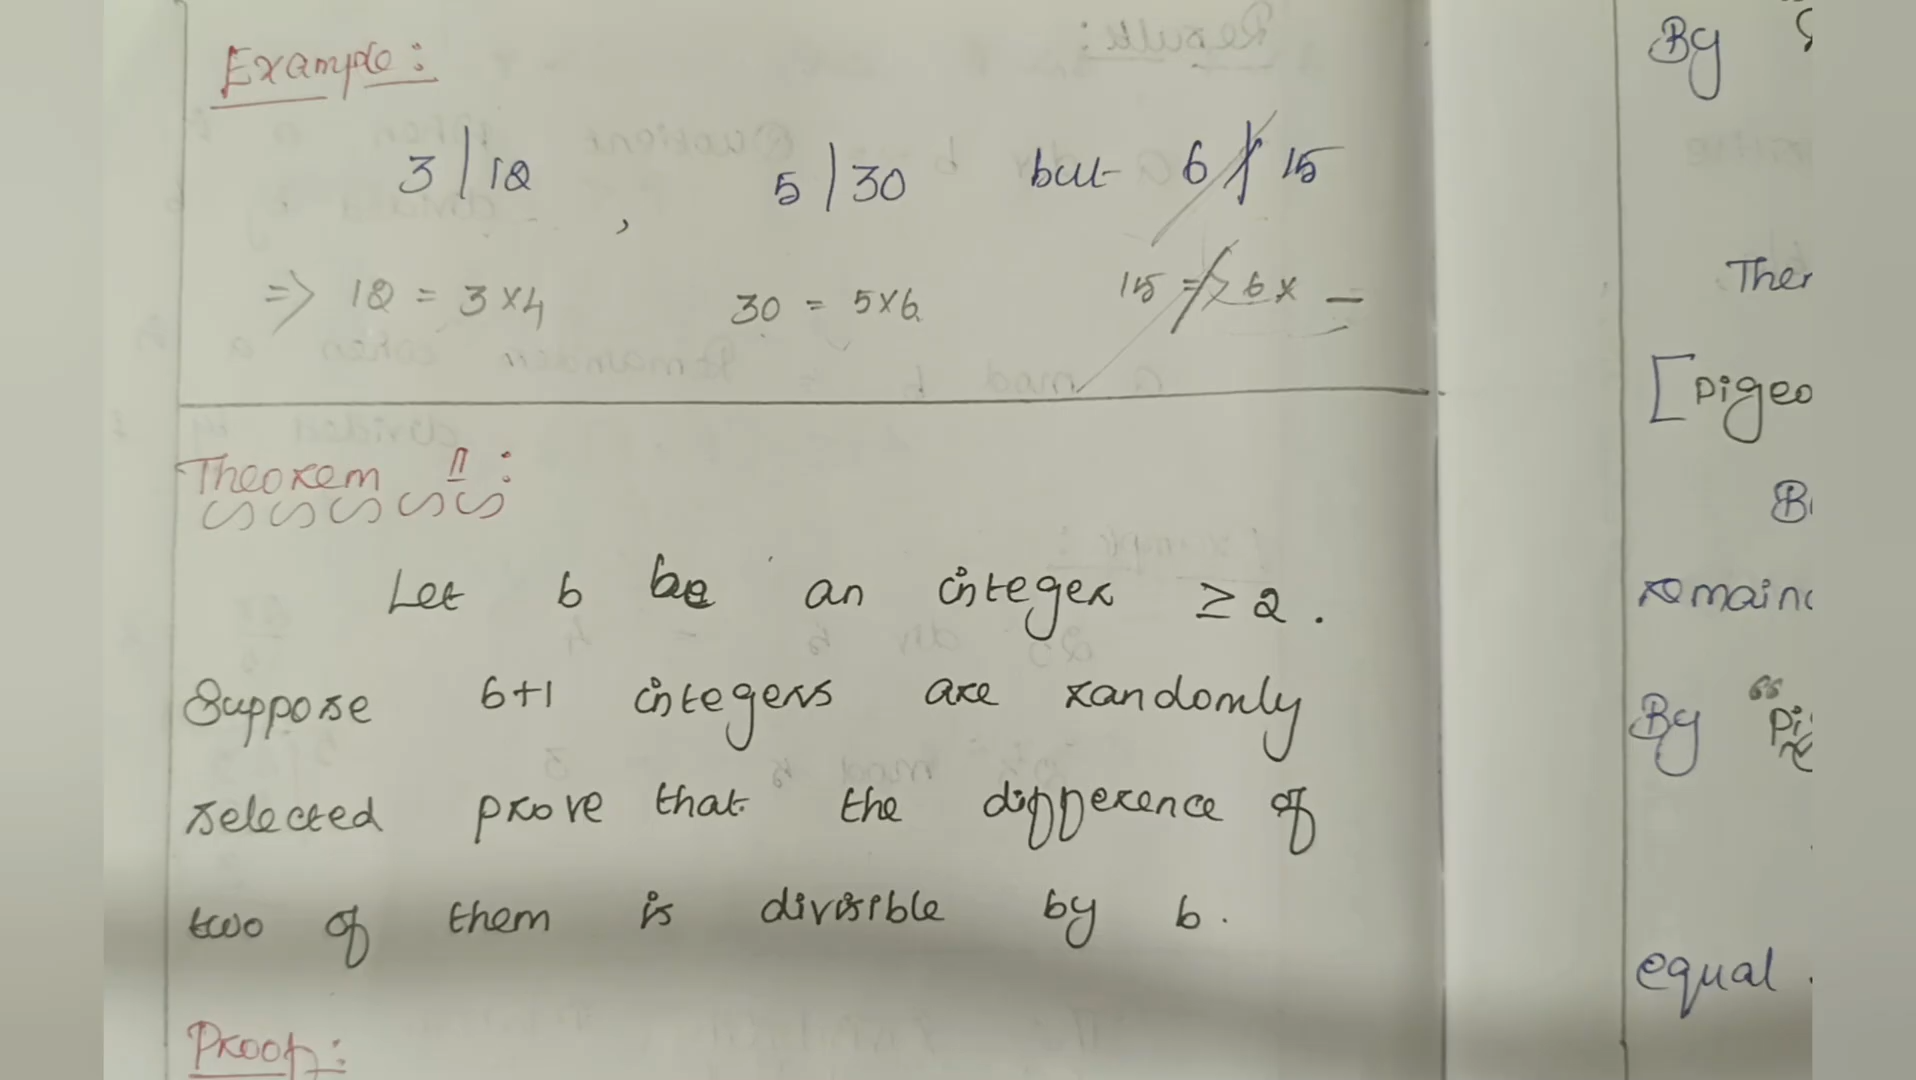 Example:
3 | 12 , 5 | 30 but 6 ∤ 15
=> 12 = 3×4 30 = 5×6 15 ≠> 6× —
Theorem II:
Let b be an integer ≥ 2.
Suppose b+1 integers are randomly
selected prove that the difference of
two of them is divisible by b.
Proof:
By
Ther
[pigeo
B
remaind
By "Pi
equal